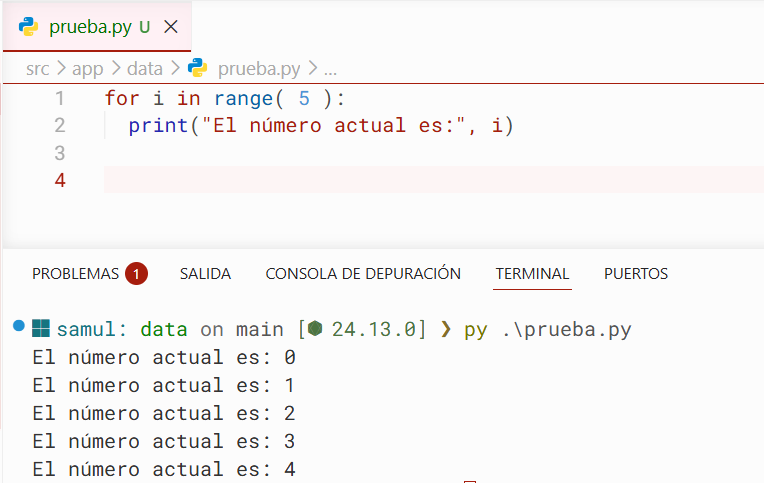 prueba.py U
src > app > data > prueba.py > ...
1 for i in range( 5 ):
2   print("El número actual es:", i)
3
4
PROBLEMAS 1 SALIDA CONSOLA DE DEPURACIÓN TERMINAL PUERTOS
samul: data on main [⬢ 24.13.0] ❯ py .\prueba.py
El número actual es: 0
El número actual es: 1
El número actual es: 2
El número actual es: 3
El número actual es: 4